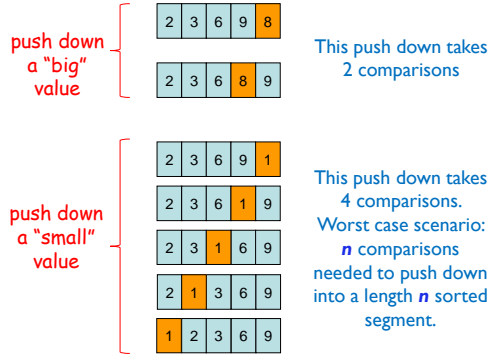 push down
a “big”
value
2 3 6 9 8
2 3 6 8 9
This push down takes
2 comparisons
push down
a “small”
value
2 3 6 9 1
2 3 6 1 9
2 3 1 6 9
2 1 3 6 9
1 2 3 6 9
This push down takes
4 comparisons.
Worst case scenario:
n comparisons
needed to push down
into a length n sorted
segment.